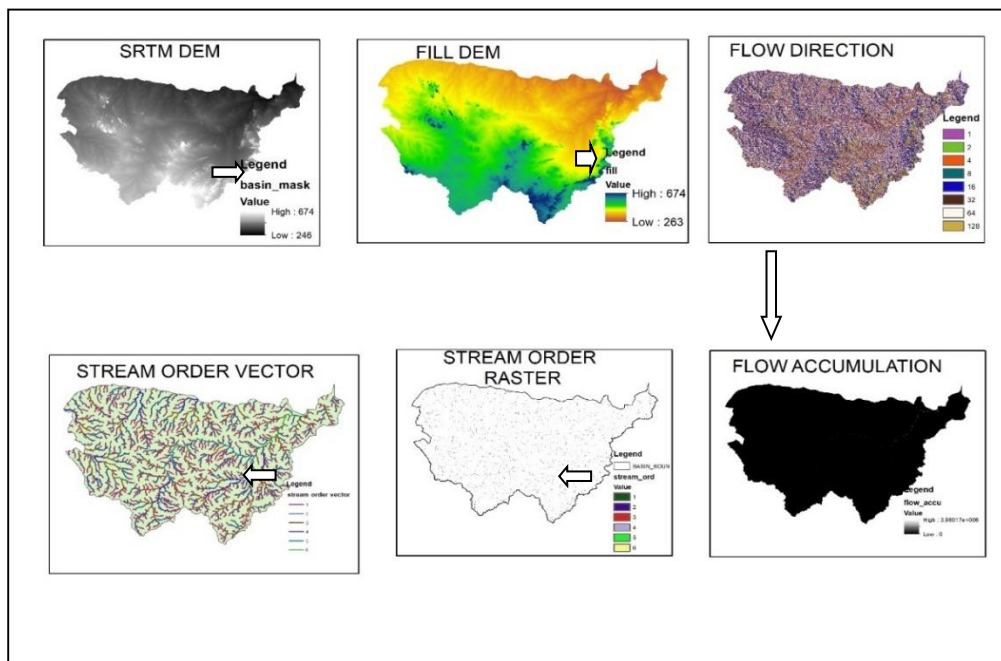 SRTM DEM
Legend
basin_mask
Value
High : 674
Low : 246
FILL DEM
Legend
fill
Value
High : 674
Low : 263
FLOW DIRECTION
Legend
1
2
4
8
16
32
64
128
STREAM ORDER VECTOR
Legend
stream order vector
1
2
3
4
5
6
STREAM ORDER
RASTER
Legend
BASIN_BOUN
stream_ord
Value
1
2
3
4
5
6
FLOW ACCUMULATION
Legend
flow_accu
Value
Low : 0